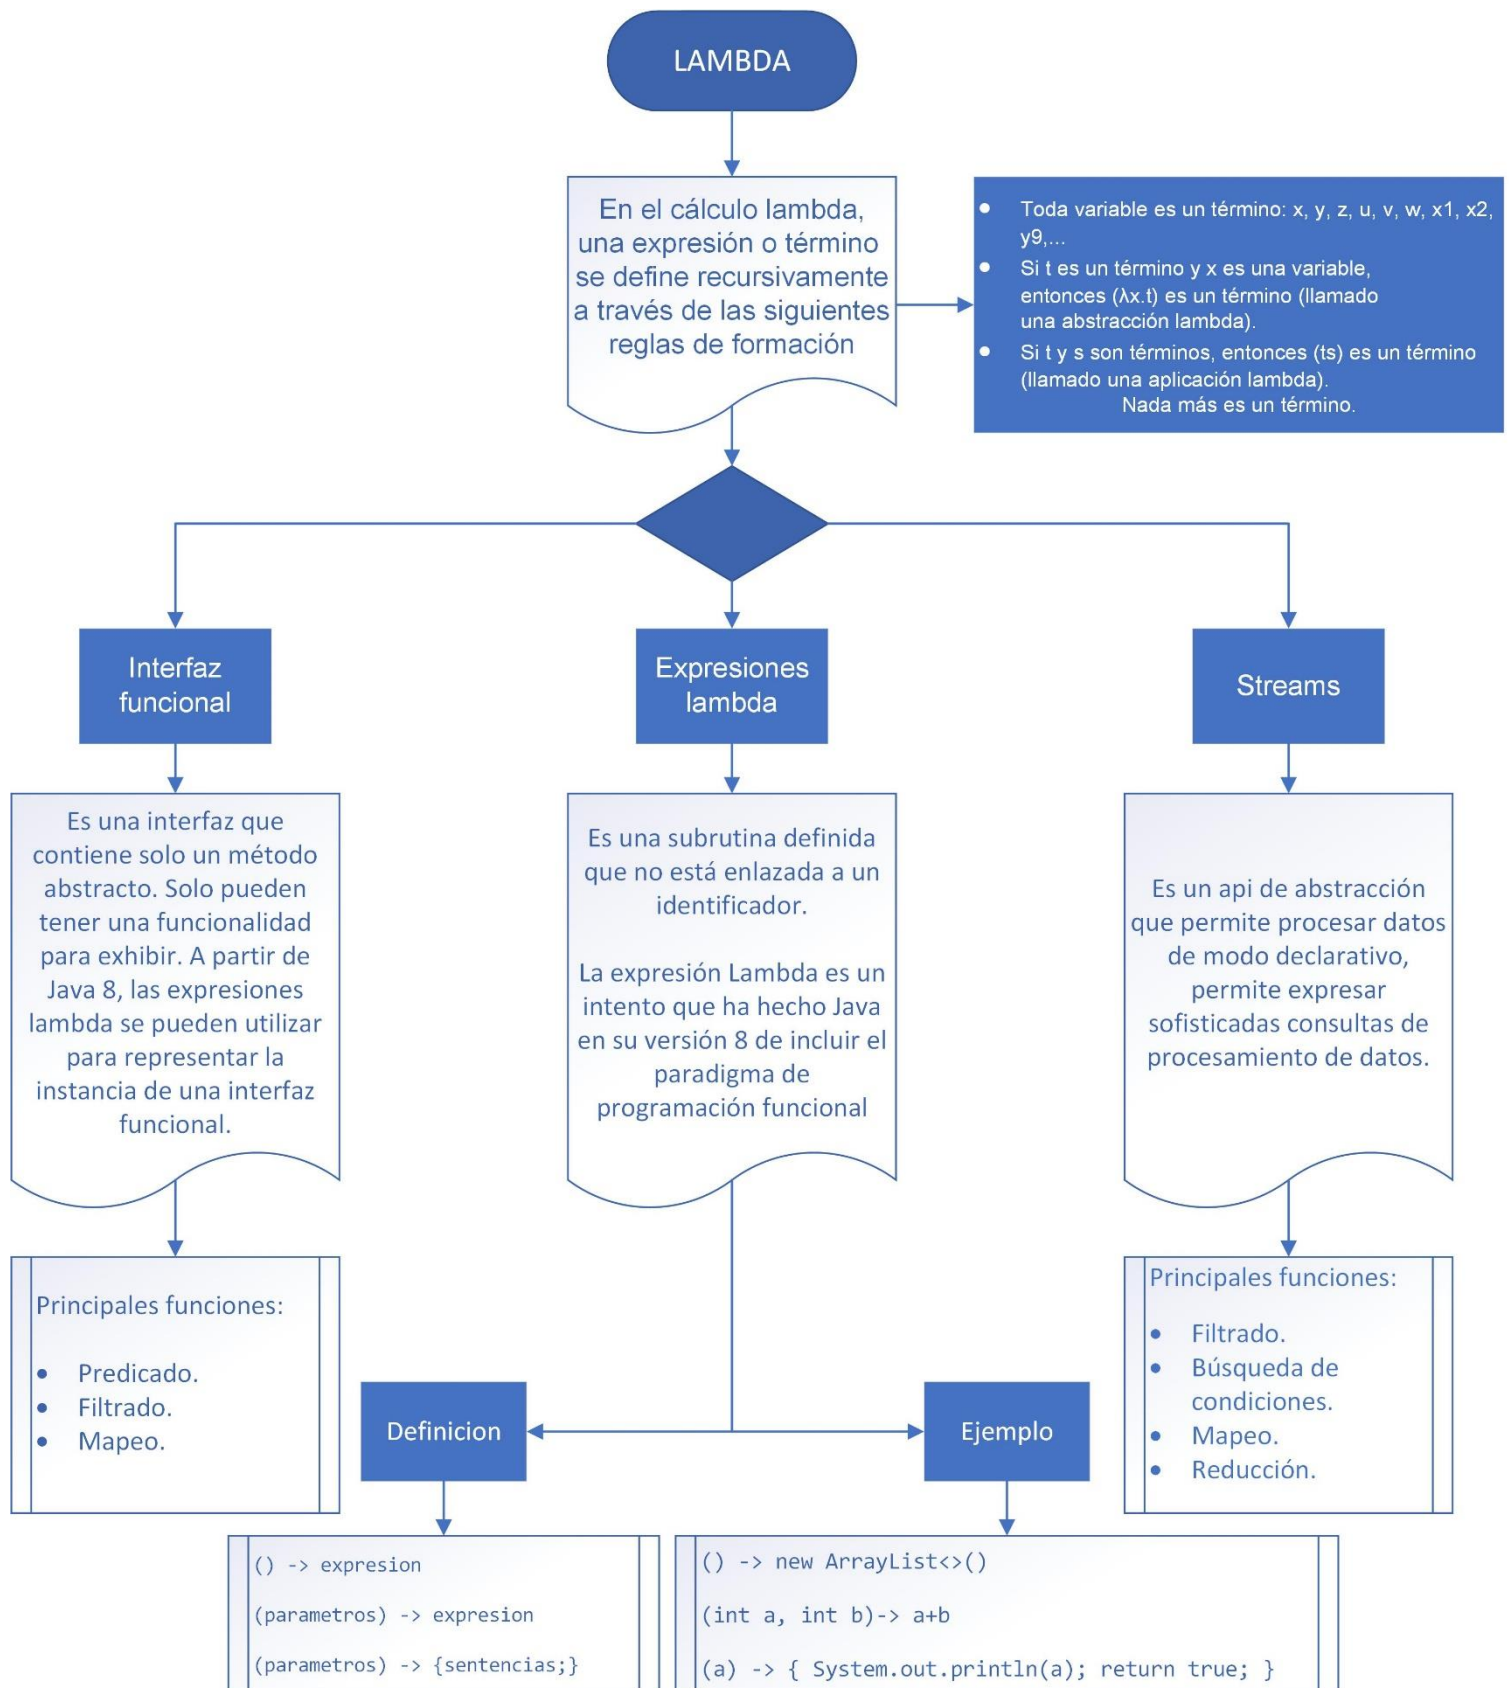 LAMBDA
En el cálculo lambda,
una expresión o término
se define recursivamente
a través de las siguientes
reglas de formación
● Toda variable es un término: x, y, z, u, v, w, x1, x2,
y9,...
● Si t es un término y x es una variable,
entonces (λx.t) es un término (llamado
una abstracción lambda).
● Si t y s son términos, entonces (ts) es un término
(llamado una aplicación lambda).
Nada más es un término.
Interfaz
funcional
Expresiones
lambda
Streams
Es una interfaz que
contiene solo un método
abstracto. Solo pueden
tener una funcionalidad
para exhibir. A partir de
Java 8, las expresiones
lambda se pueden utilizar
para representar la
instancia de una interfaz
funcional.
Es una subrutina definida
que no está enlazada a un
identificador.
La expresión Lambda es un
intento que ha hecho Java
en su versión 8 de incluir el
paradigma de
programación funcional
Es un api de abstracción
que permite procesar datos
de modo declarativo,
permite expresar
sofisticadas consultas de
procesamiento de datos.
Principales funciones:
● Predicado.
● Filtrado.
● Mapeo.
Principales funciones:
● Filtrado.
● Búsqueda de
condiciones.
● Mapeo.
● Reducción.
Definicion
Ejemplo
() -> expresion
(parametros) -> expresion
(parametros) -> {sentencias;}
() -> new ArrayList<>()
(int a, int b)-> a+b
(a) -> { System.out.println(a); return true; }